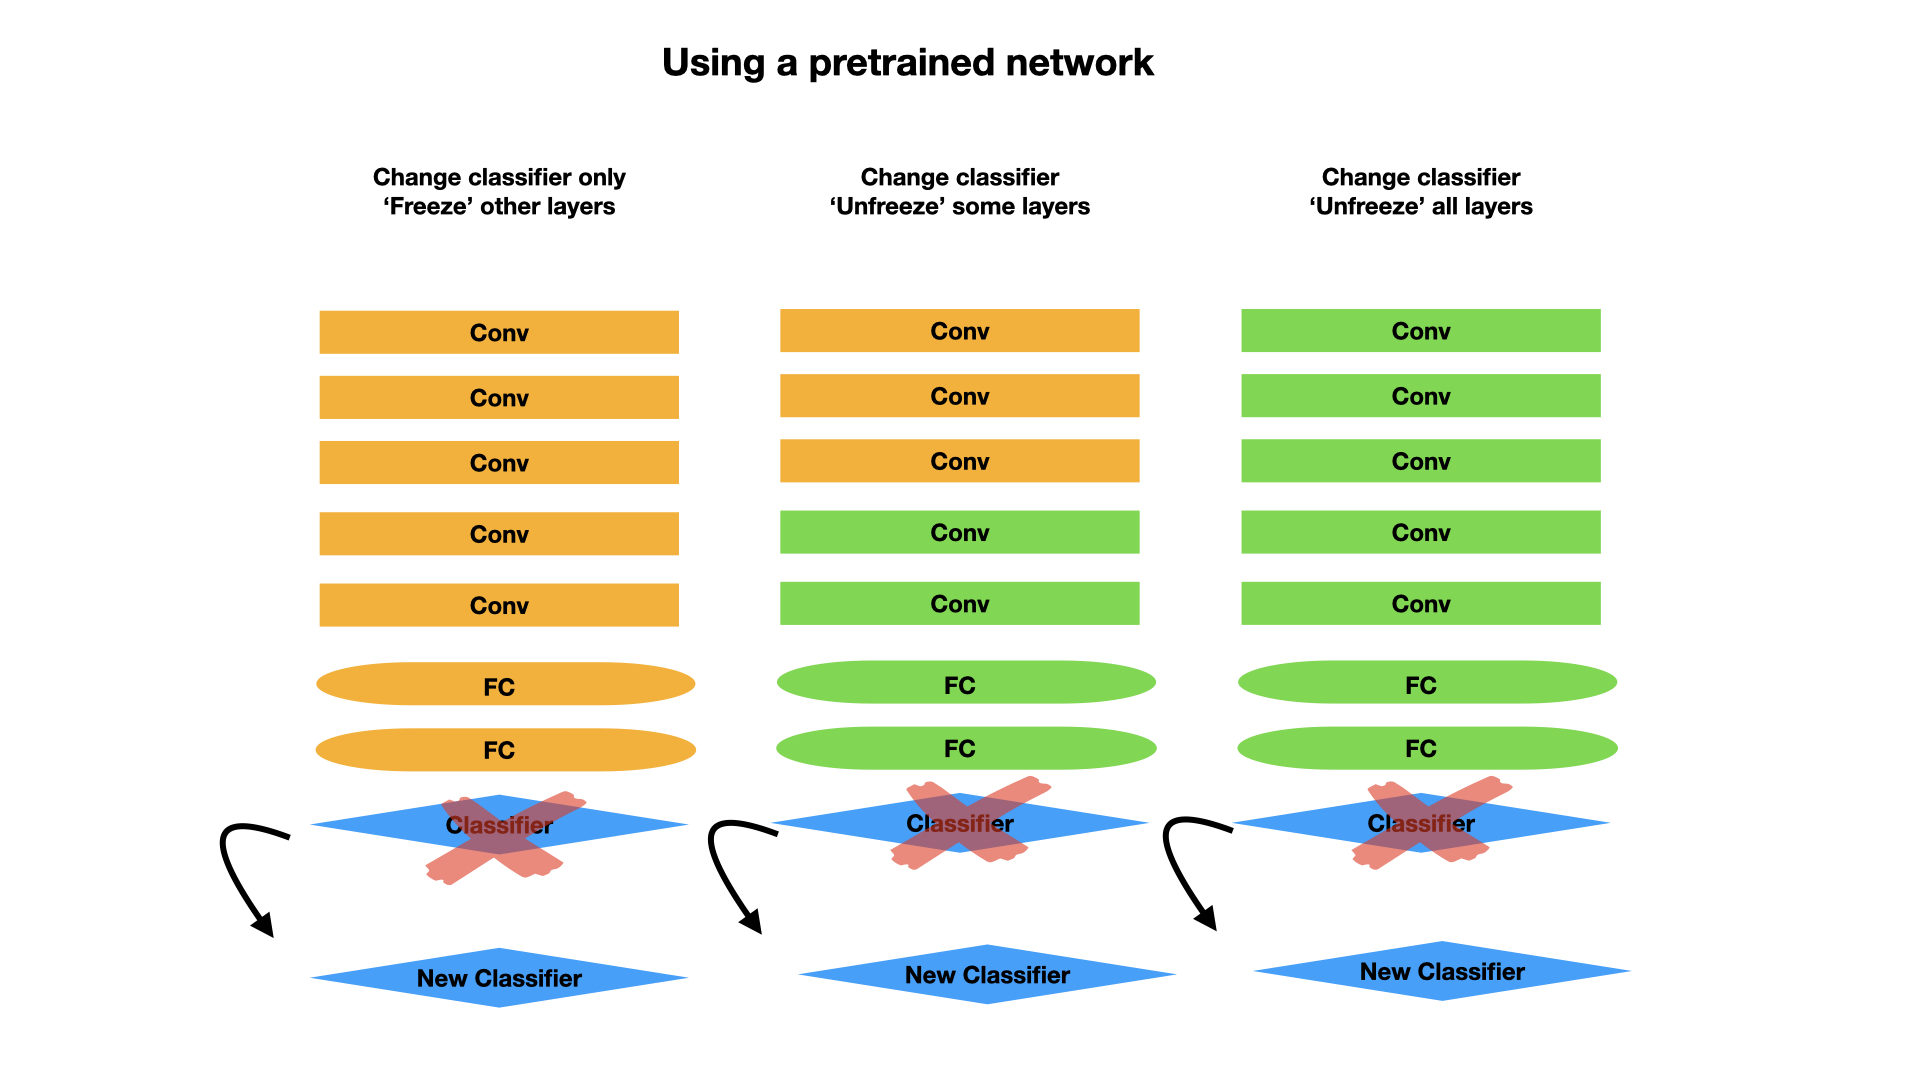 Using a pretrained network
Change classifier only
‘Freeze’ other layers
Conv
Conv
Conv
Conv
Conv
FC
FC
Classifier
New Classifier
Change classifier
‘Unfreeze’ some layers
Conv
Conv
Conv
Conv
Conv
FC
FC
Classifier
New Classifier
Change classifier
‘Unfreeze’ all layers
Conv
Conv
Conv
Conv
Conv
FC
FC
Classifier
New Classifier